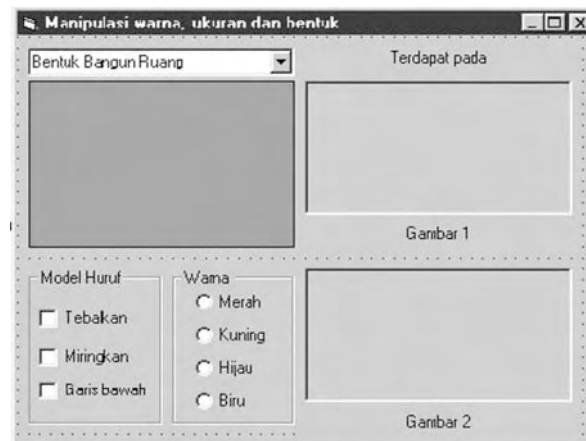 Manipulasi warna, ukuran dan bentuk
Bentuk Bangun Ruang
Terdapat pada
Gambar 1
Model Huruf
Tebalkan
Miringkan
Garis bawah
Warna
Merah
Kuning
Hijau
Biru
Gambar 2